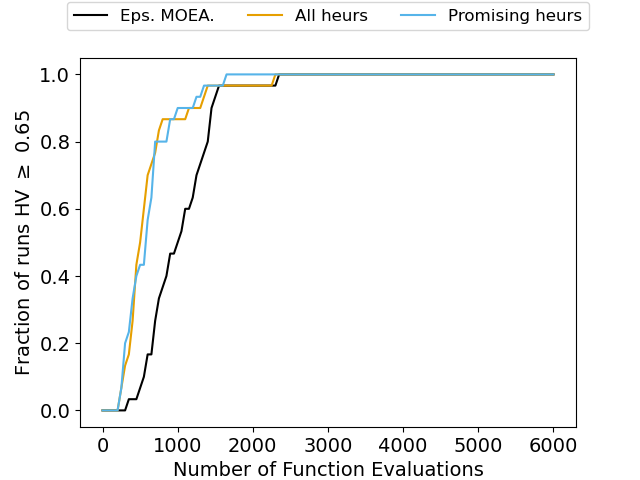 Eps. MOEA. All heurs Promising heurs
1.0
0.8
0.6
0.4
0.2
0.0
Fraction of runs HV ≥ 0.65
0 1000 2000 3000 4000 5000 6000
Number of Function Evaluations